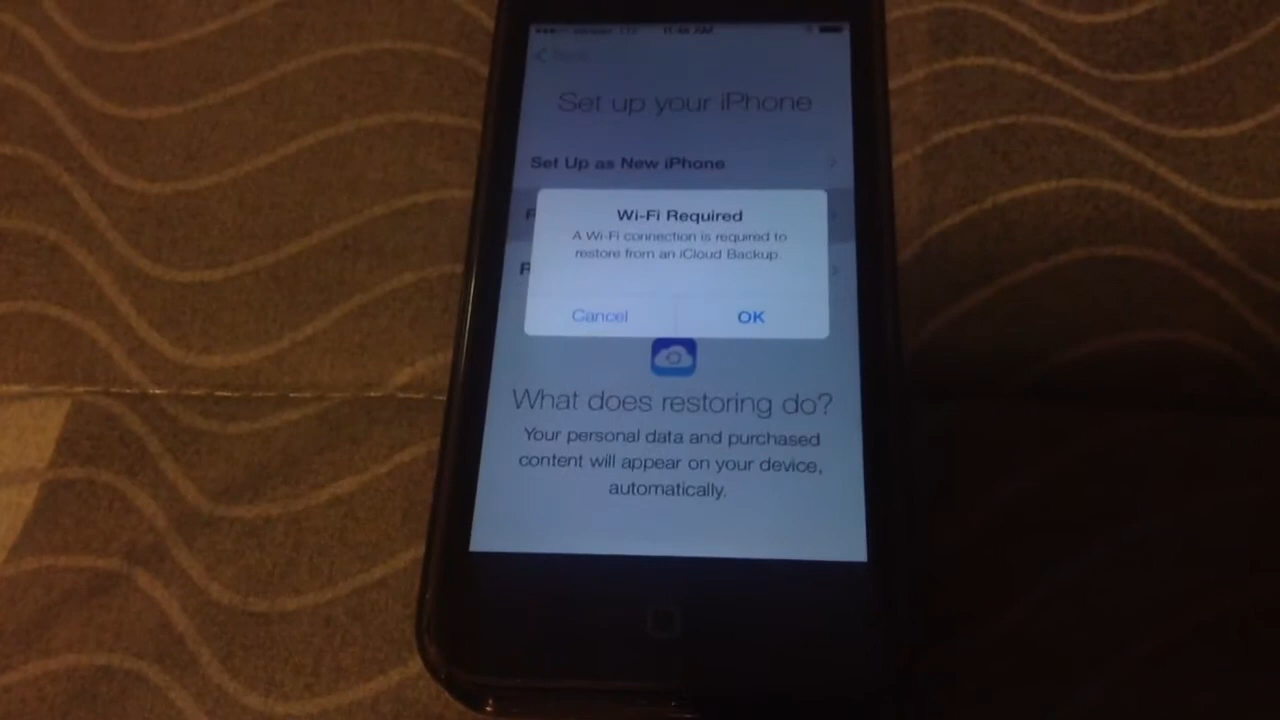 Set up your iPhone
Set Up as New iPhone
Wi-Fi Required
A Wi-Fi connection is required to
restore from an iCloud Backup.
Cancel
OK
What does restoring do?
Your personal data and purchased
content will appear on your device,
automatically.